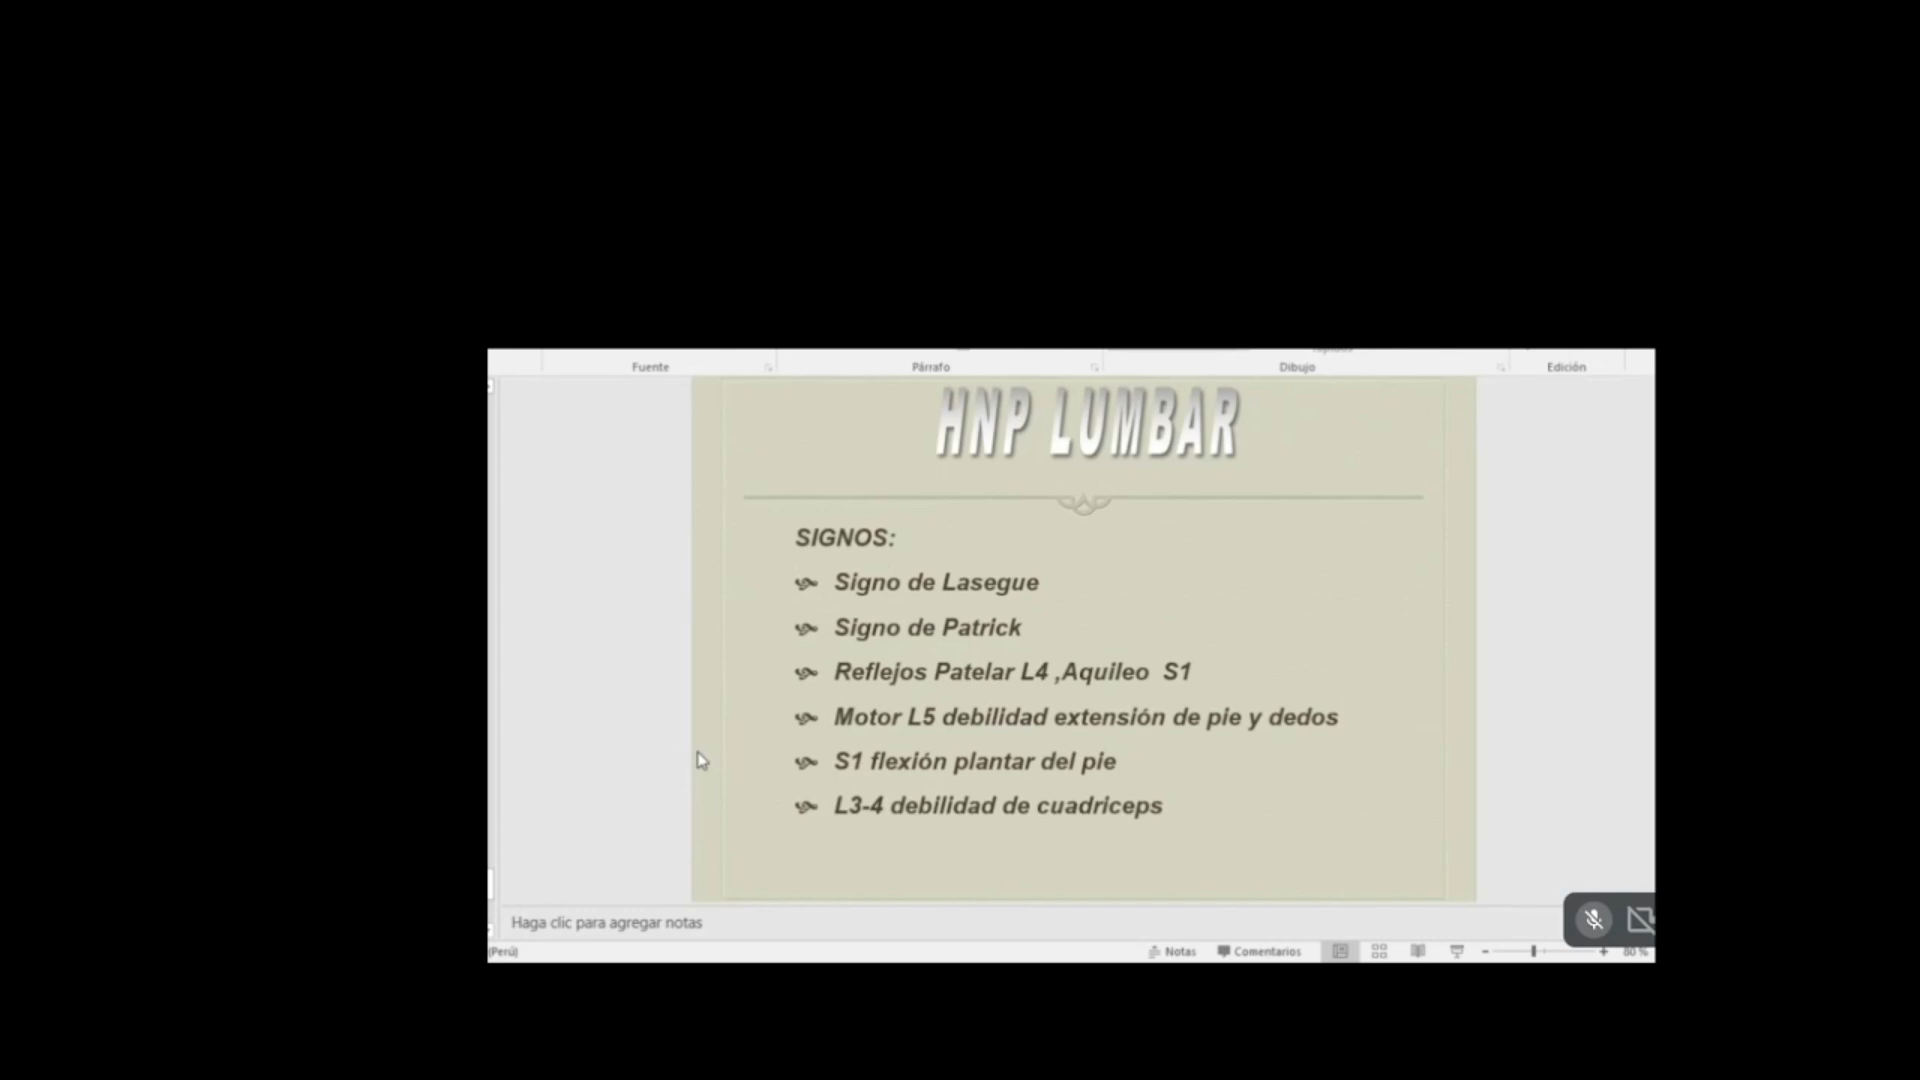 Fuente Párrafo Dibujo Edición
HNP LUMBAR
SIGNOS:
Signo de Lasegue
Signo de Patrick
Reflejos Patelar L4 ,Aquileo S1
Motor L5 debilidad extensión de pie y dedos
S1 flexión plantar del pie
L3-4 debilidad de cuadriceps
Haga clic para agregar notas
(Perú) Notas Comentarios 80 %